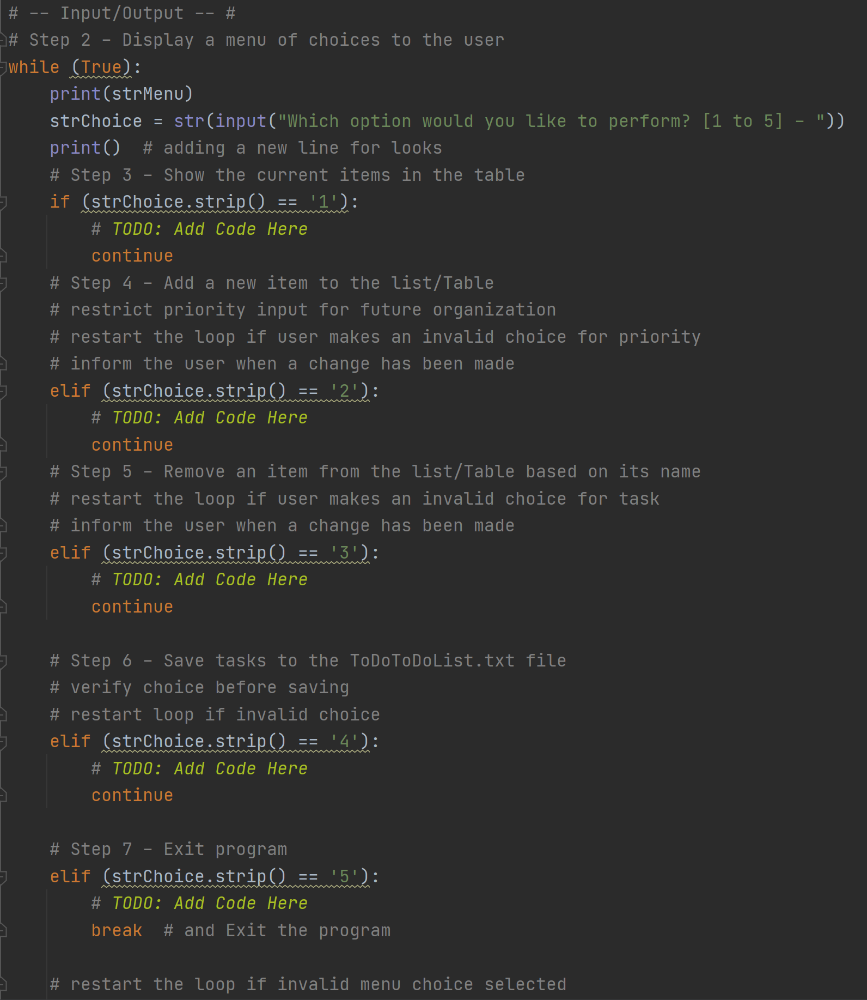 # -- Input/Output -- #
# Step 2 - Display a menu of choices to the user
while (True):
    print(strMenu)
    strChoice = str(input("Which option would you like to perform? [1 to 5] - "))
    print()  # adding a new line for looks
    # Step 3 - Show the current items in the table
    if (strChoice.strip() == '1'):
        # TODO: Add Code Here
        continue
    # Step 4 - Add a new item to the list/Table
    # restrict priority input for future organization
    # restart the loop if user makes an invalid choice for priority
    # inform the user when a change has been made
    elif (strChoice.strip() == '2'):
        # TODO: Add Code Here
        continue
    # Step 5 - Remove an item from the list/Table based on its name
    # restart the loop if user makes an invalid choice for task
    # inform the user when a change has been made
    elif (strChoice.strip() == '3'):
        # TODO: Add Code Here
        continue

    # Step 6 - Save tasks to the ToDoToDoList.txt file
    # verify choice before saving
    # restart loop if invalid choice
    elif (strChoice.strip() == '4'):
        # TODO: Add Code Here
        continue

    # Step 7 - Exit program
    elif (strChoice.strip() == '5'):
        # TODO: Add Code Here
        break  # and Exit the program

    # restart the loop if invalid menu choice selected